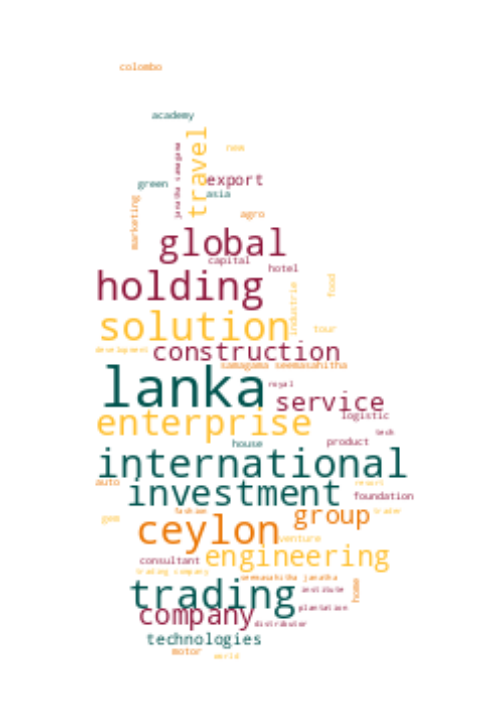 colombo
academy
travel
new
janatha samagama
green
export
asia
marketing
agro
global
capital
hotel
holding
industrie
food
solution
tour
development
construction
samagama seemasahitha
lanka
royal
service
enterprise
logistic
tech
house
product
international
auto
investment
resort
foundation
fashion
trader
gem
ceylon
group
venture
engineering
consultant
trading company
seemasahitha janatha
trading
institute
home
company
plantation
distributor
technologies
motor
world